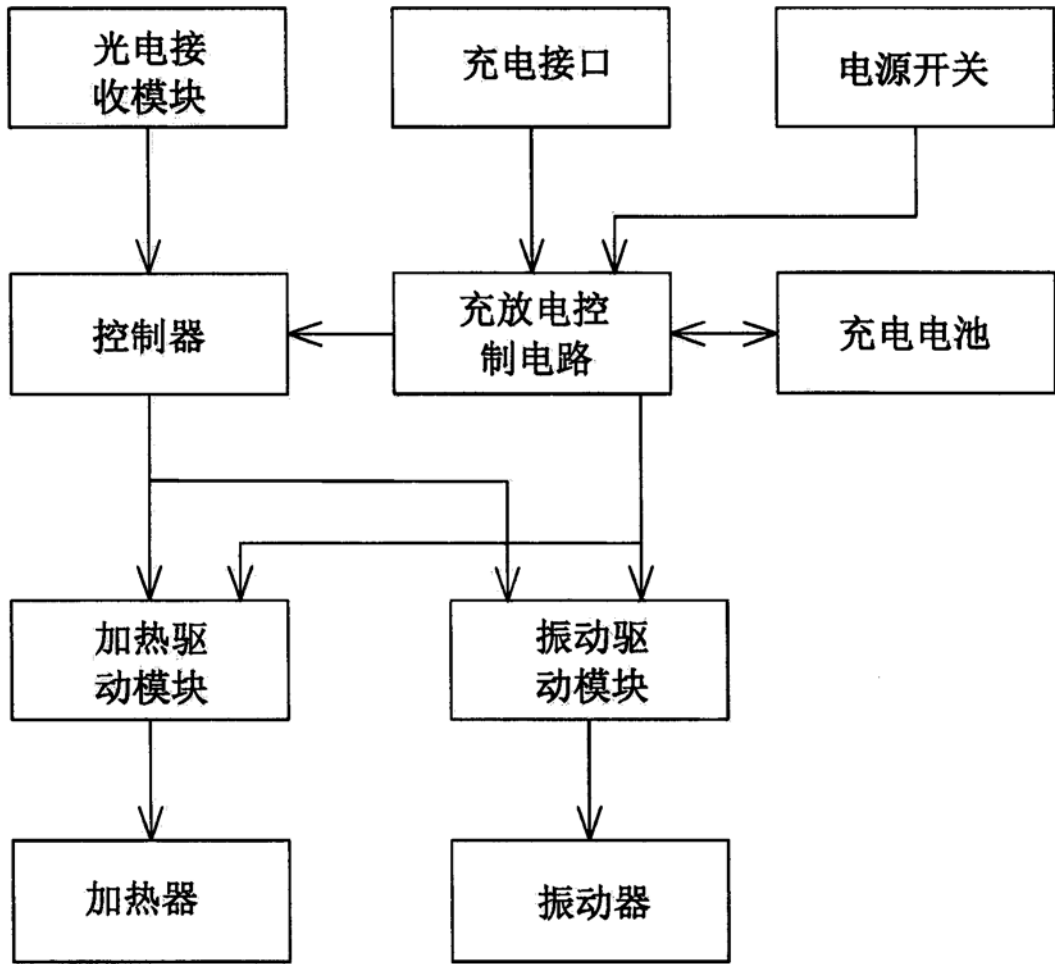 光电接
收模块
充电接口
电源开关
控制器
充放电控
制电路
充电电池
加热驱
动模块
振动驱
动模块
加热器
振动器